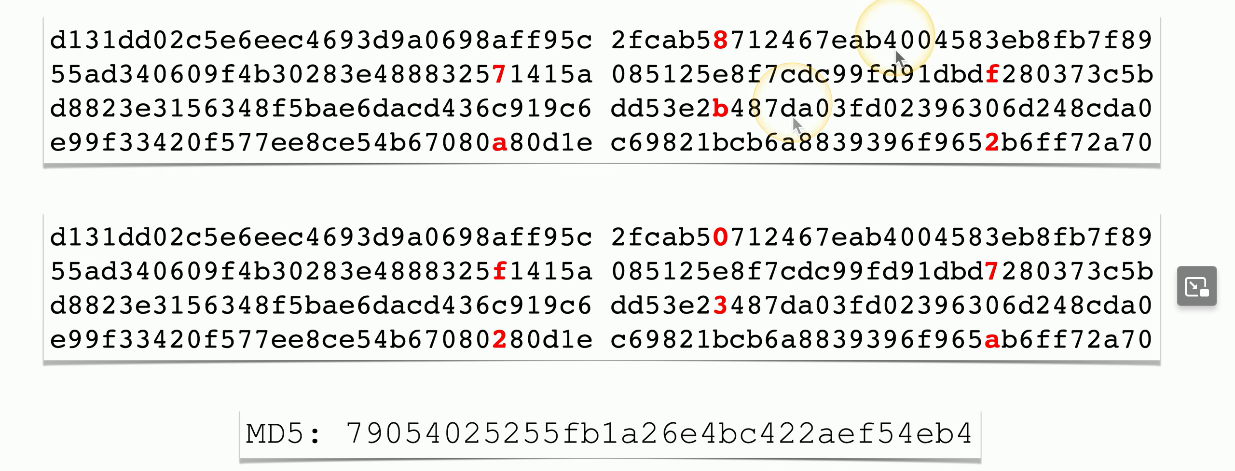 d131dd02c5e6eec4693d9a0698aff95c 2fcab58712467eab4004583eb8fb7f89
55ad340609f4b30283e488832571415a 085125e8f7cdc99fd91dbdf280373c5b
d8823e3156348f5bae6dacd436c919c6 dd53e2b487da03fd02396306d248cda0
e99f33420f577ee8ce54b67080a80d1e c69821bcb6a8839396f9652b6ff72a70
d131dd02c5e6eec4693d9a0698aff95c 2fcab50712467eab4004583eb8fb7f89
55ad340609f4b30283e4888325f1415a 085125e8f7cdc99fd91dbd7280373c5b
d8823e3156348f5bae6dacd436c919c6 dd53e23487da03fd02396306d248cda0
e99f33420f577ee8ce54b67080280d1e c69821bcb6a8839396f965ab6ff72a70
MD5: 79054025255fb1a26e4bc422aef54eb4